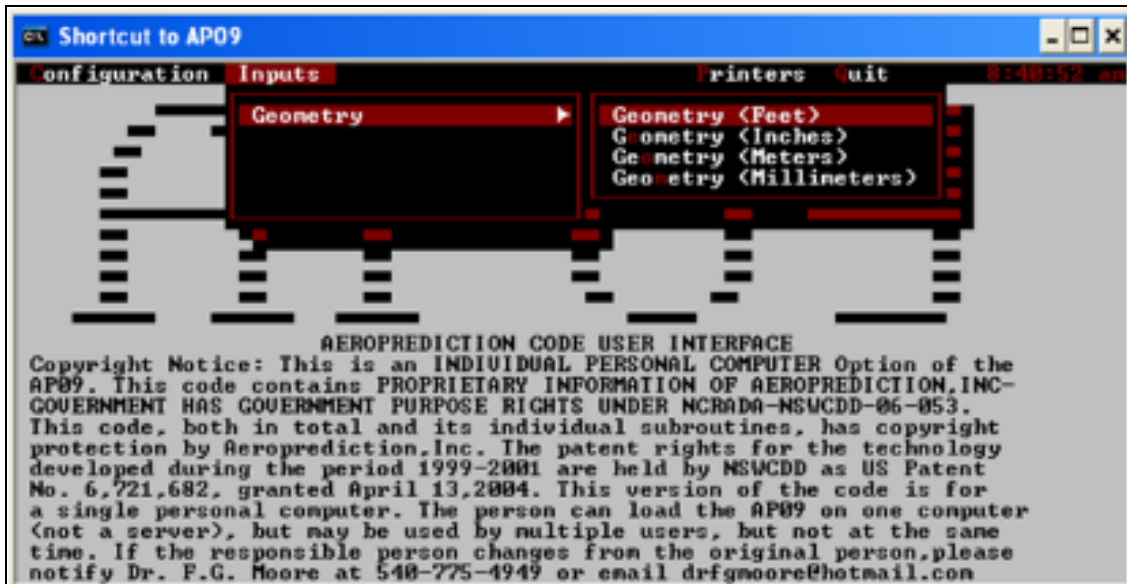 Shortcut to AP09
Configuration Inputs Printers Quit 8:40:52 am
Geometry
Geometry (Feet)
Geometry (Inches)
Geometry (Meters)
Geometry (Millimeters)
AEROPREDICTION CODE USER INTERFACE
Copyright Notice: This is an INDIVIDUAL PERSONAL COMPUTER Option of the
AP09. This code contains PROPRIETARY INFORMATION OF AEROPREDICTION,INC-
GOVERNMENT HAS GOVERNMENT PURPOSE RIGHTS UNDER NCRADA-NSWCDD-06-053.
This code, both in total and its individual subroutines, has copyright
protection by Aeroprediction,Inc. The patent rights for the technology
developed during the period 1999-2001 are held by NSWCDD as US Patent
No. 6,721,682, granted April 13,2004. This version of the code is for
a single personal computer. The person can load the AP09 on one computer
(not a server), but may be used by multiple users, but not at the same
time. If the responsible person changes from the original person,please
notify Dr. F.G. Moore at 540-775-4949 or email drfgmoore@hotmail.com